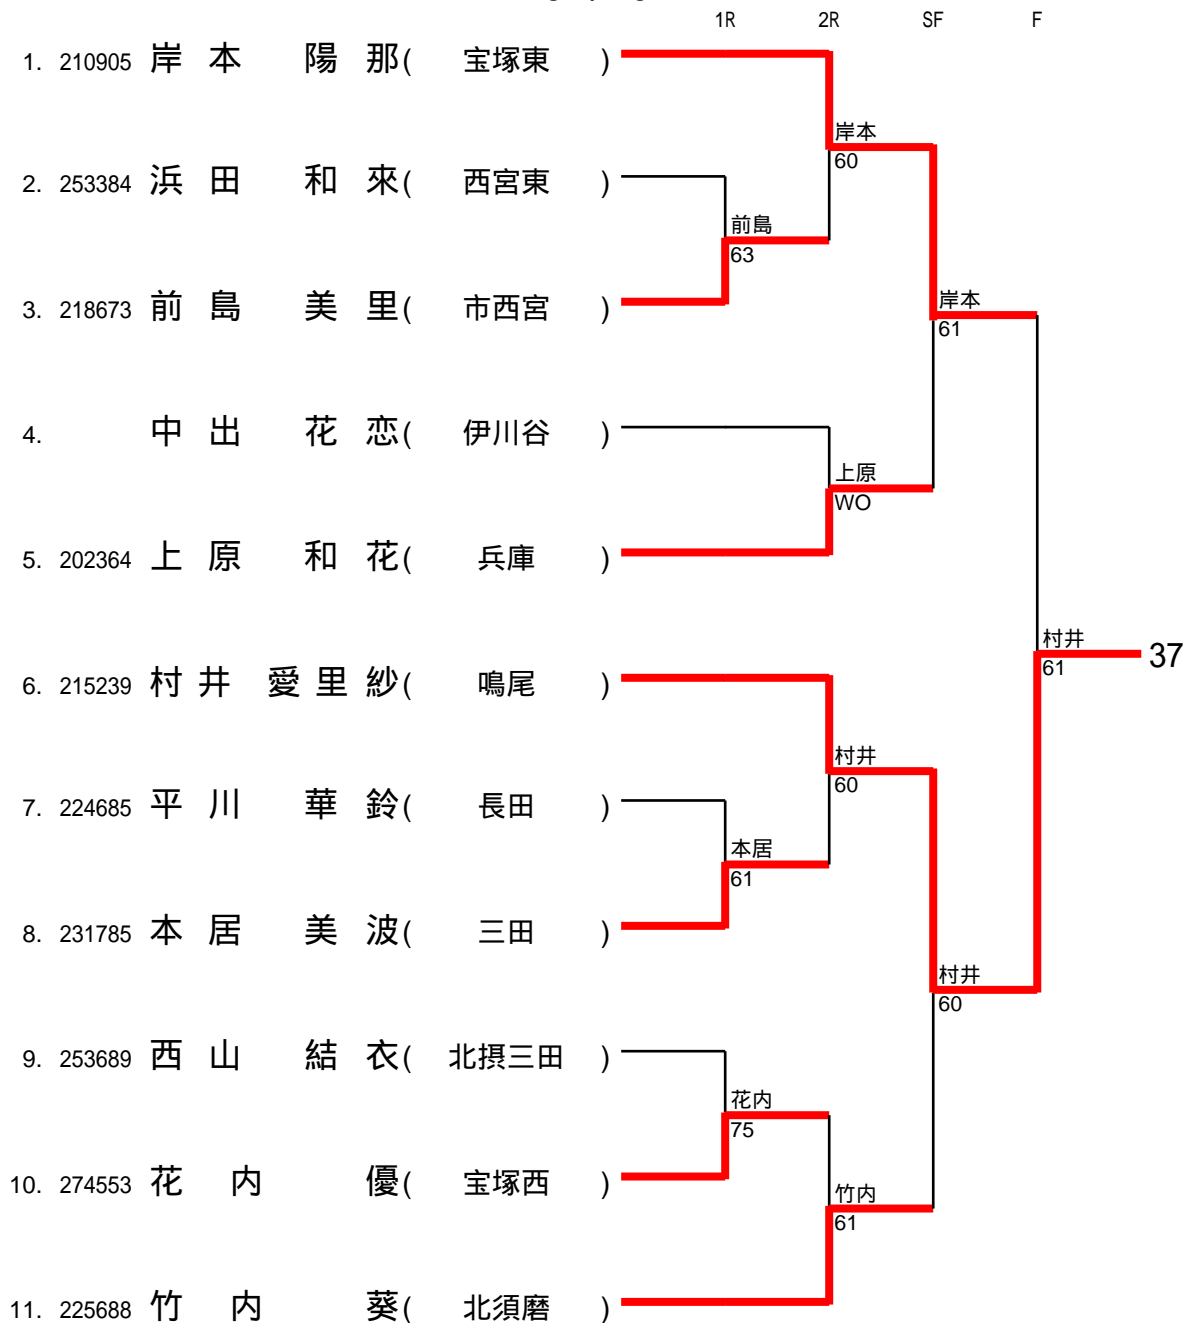 1R 2R SF F
1. 210905 岸 本 陽 那( 宝塚東 )
岸本
60
2. 253384 浜 田 和 來( 西宮東 )
前島
63
3. 218673 前 島 美 里( 市西宮 )
岸本
61
4. 中 出 花 恋( 伊川谷 )
上原
WO
5. 202364 上 原 和 花( 兵庫 )
村井
61
37
6. 215239 村 井 愛 里 紗( 鳴尾 )
村井
60
7. 224685 平 川 華 鈴( 長田 )
本居
61
8. 231785 本 居 美 波( 三田 )
村井
60
9. 253689 西 山 結 衣( 北摂三田 )
花内
75
10. 274553 花 内 優( 宝塚西 )
竹内
61
11. 225688 竹 内 葵( 北須磨 )